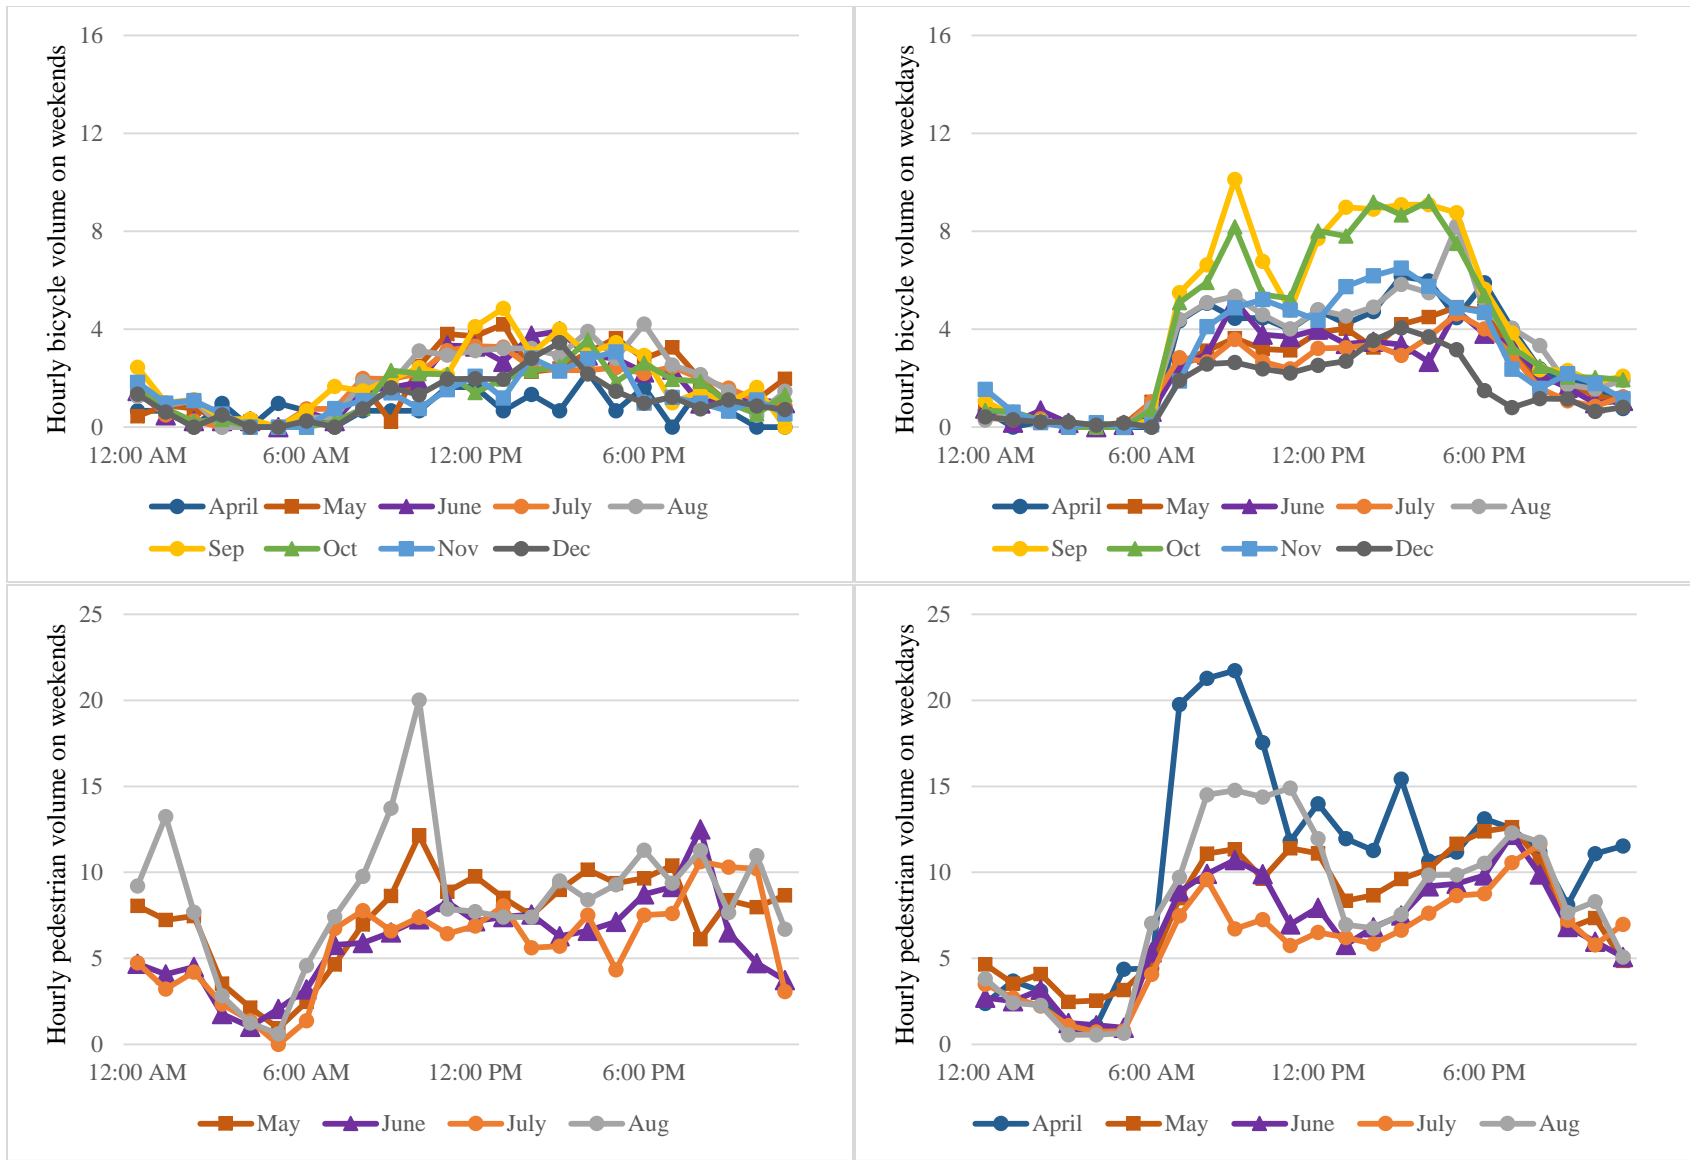 Hourly bicycle volume on weekends
16
12
8
4
0
12:00 AM 6:00 AM 12:00 PM 6:00 PM
April May June July Aug
Sep Oct Nov Dec
Hourly bicycle volume on weekdays
16
12
8
4
0
12:00 AM 6:00 AM 12:00 PM 6:00 PM
April May June July Aug
Sep Oct Nov Dec
Hourly pedestrian volume on weekends
25
20
15
10
5
0
12:00 AM 6:00 AM 12:00 PM 6:00 PM
May June July Aug
Hourly pedestrian volume on weekdays
25
20
15
10
5
0
12:00 AM 6:00 AM 12:00 PM 6:00 PM
April May June July Aug